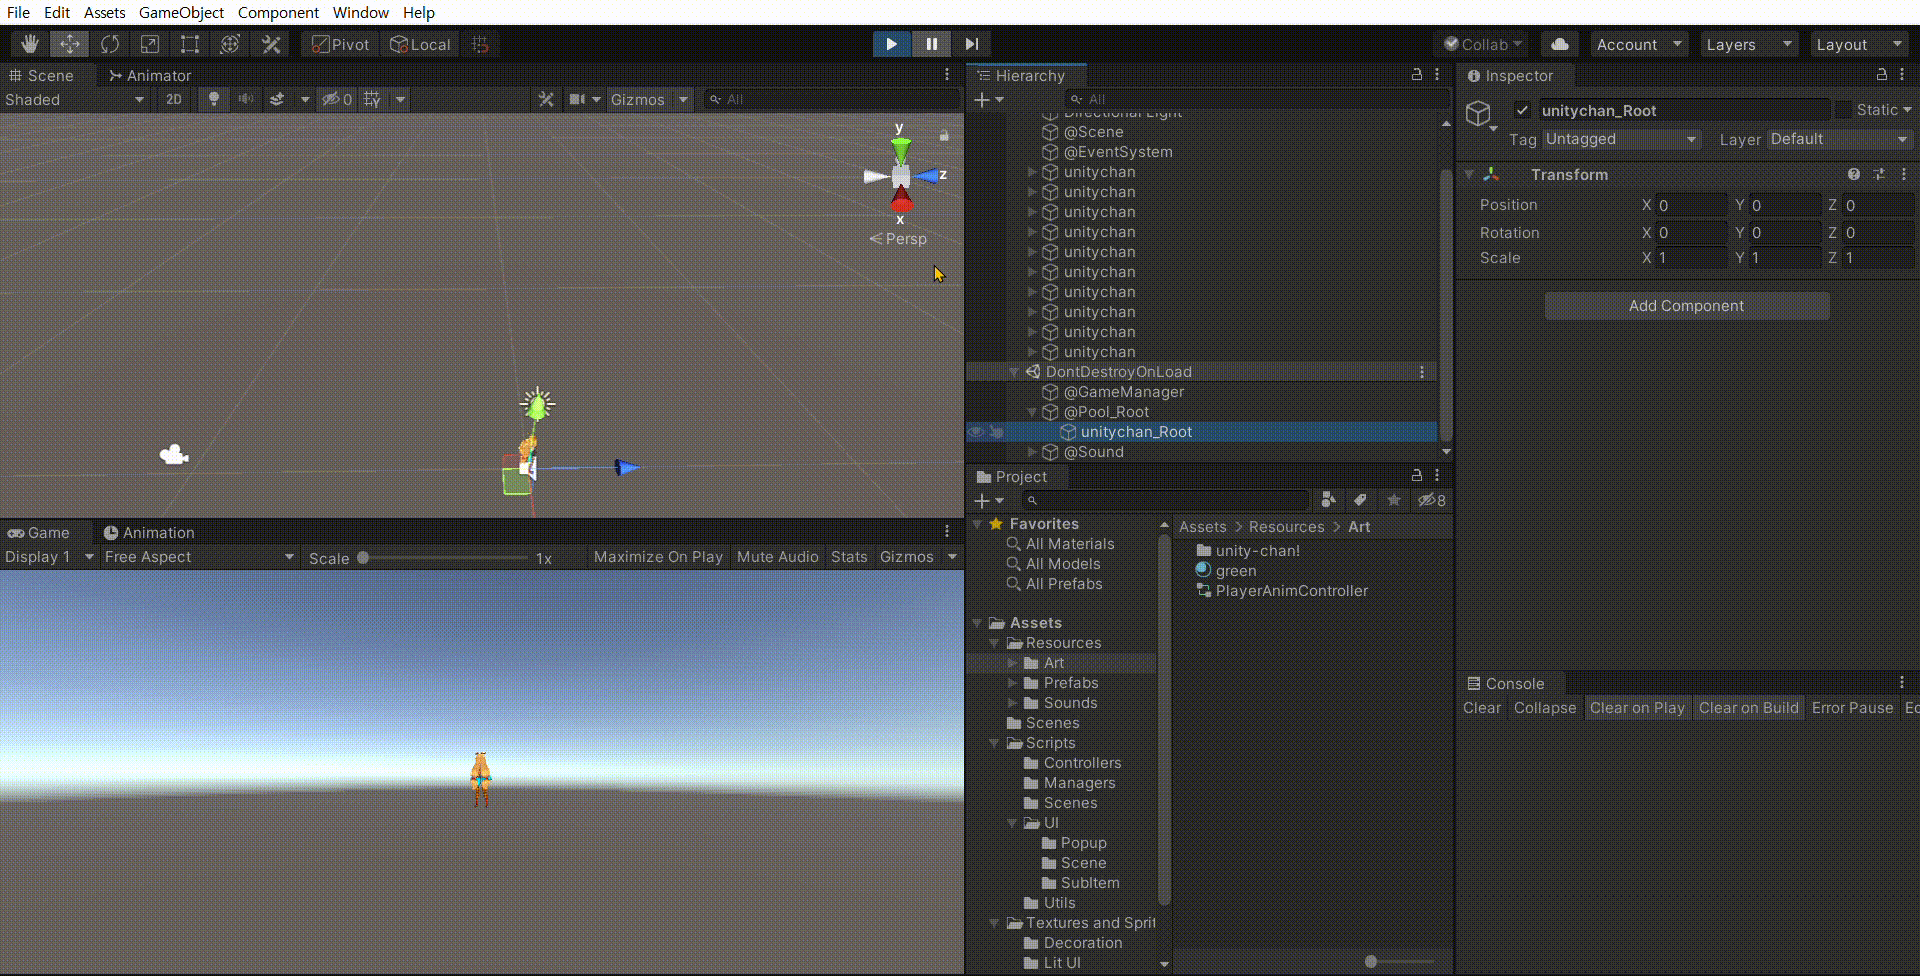 File Edit Assets GameObject Component Window Help
Pivot Local Collab Account Layers Layout
Scene Animator
Shaded 2D 0 Gizmos All
y
z
x
Persp
Game Animation
Display 1 Free Aspect Scale 1x Maximize On Play Mute Audio Stats Gizmos
Hierarchy
All
Directional Light
@Scene
@EventSystem
unitychan
unitychan
unitychan
unitychan
unitychan
unitychan
unitychan
unitychan
unitychan
unitychan
DontDestroyOnLoad
@GameManager
@Pool_Root
unitychan_Root
@Sound
Project
8
Favorites
All Materials
All Models
All Prefabs
Assets
Resources
Art
Prefabs
Sounds
Scenes
Scripts
Controllers
Managers
Scenes
UI
Popup
Scene
SubItem
Utils
Textures and Sprit
Decoration
Lit UI
Assets > Resources > Art
unity-chan!
green
PlayerAnimController
Inspector
unitychan_Root Static
Tag Untagged Layer Default
Transform
Position X 0 Y 0 Z 0
Rotation X 0 Y 0 Z 0
Scale X 1 Y 1 Z 1
Add Component
Console
Clear Collapse Clear on Play Clear on Build Error Pause Ec